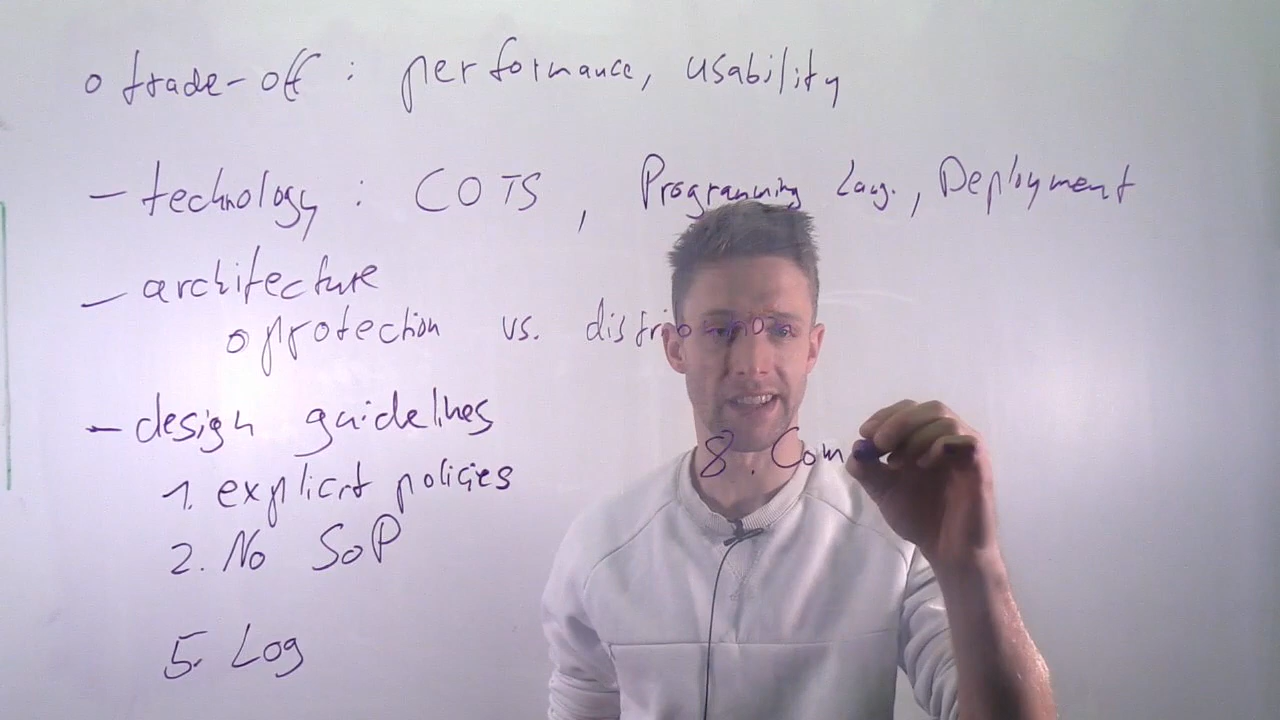 o trade-off : performance, usability
- technology : COTS , Programming Lang. , Deployment
- architecture
o protection vs. distribution
- design guidelines
8. Com
1. explicit policies
2. No SoP
5. Log